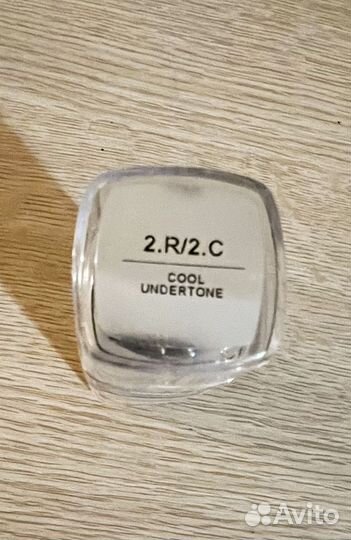 2.R/2.C
COOL
UNDERTONE
Avito